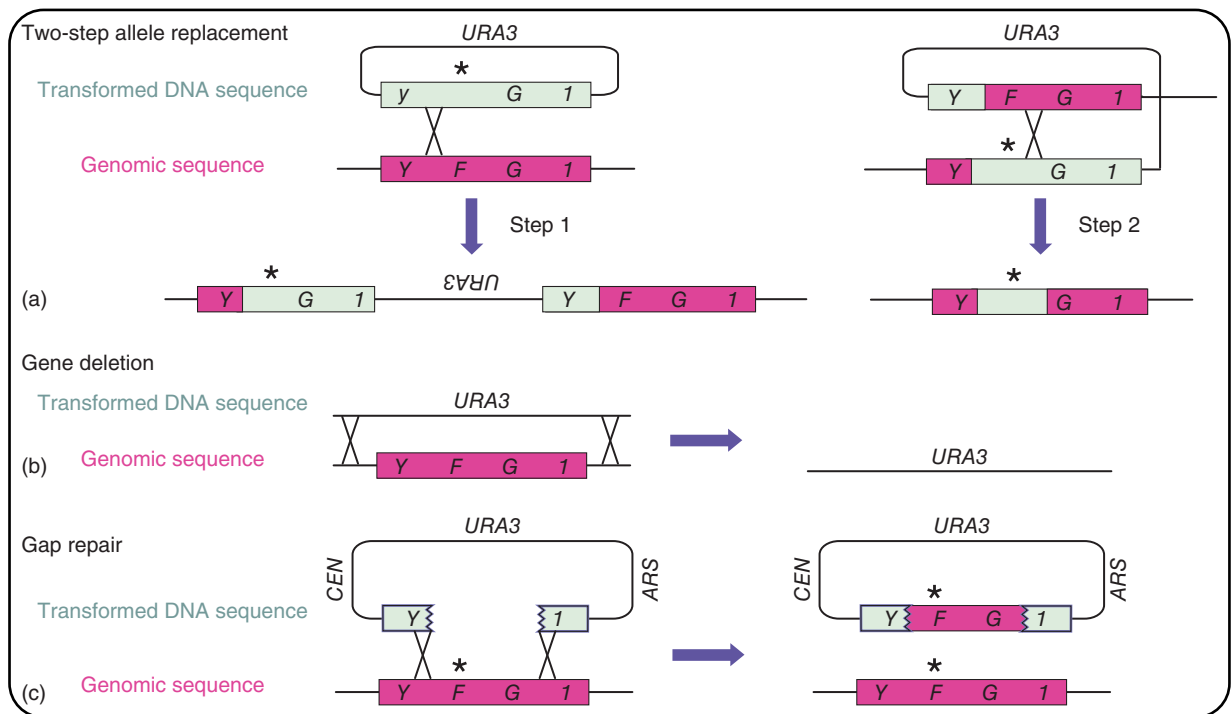 Two-step allele replacement
URA3
URA3
*
Transformed DNA sequence
y G 1
Y F G 1
*
Genomic sequence
Y F G 1
Y G 1
Step 1
Step 2
*
URA3
*
(a)
Y G 1
Y F G 1
Y G 1
Gene deletion
Transformed DNA sequence
URA3
Genomic sequence
(b)
Y F G 1
URA3
Gap repair
URA3
URA3
CEN
ARS
CEN
ARS
*
Transformed DNA sequence
Y 1
Y F G 1
*
*
Genomic sequence
(c)
Y F G 1
Y F G 1